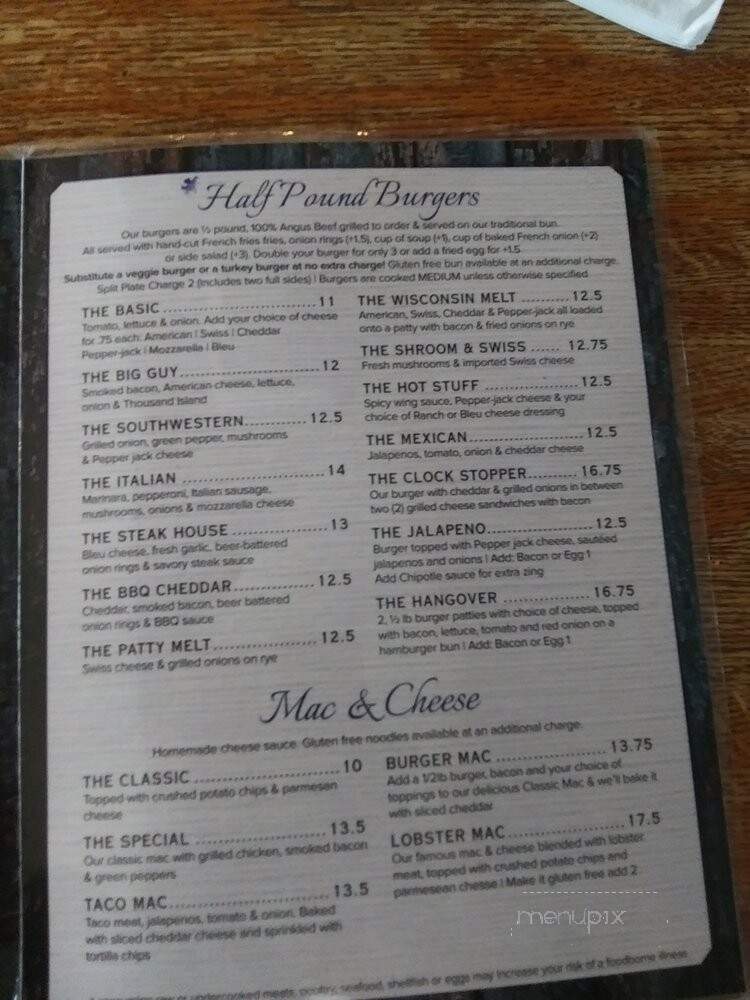 Half Pound Burgers
Our burgers are ½ pound, 100% Angus Beef grilled to order & served on our traditional bun.
All served with hand-cut French fries fries, onion rings (+1.5), cup of soup (+1), cup of baked French onion (+2)
or side salad (+3). Double your burger for only 3 or add a fried egg for +1.5
Substitute a veggie burger or a turkey burger at no extra charge! Gluten free bun available at an additional charge.
Split Plate Charge 2 (includes two full sides) | Burgers are cooked MEDIUM unless otherwise specified
THE BASIC ........................... 11
Tomato, lettuce & onion. Add your choice of cheese
for .75 each: American | Swiss | Cheddar
Pepper-jack | Mozzarella | Bleu
THE BIG GUY........................ 12
Smoked bacon, American cheese, lettuce,
onion & Thousand Island
THE SOUTHWESTERN............ 12.5
Grilled onion, green pepper, mushrooms
& Pepper jack cheese
THE ITALIAN ........................ 14
Marinara, pepperoni, Italian sausage,
mushrooms, onions & mozzarella cheese
THE STEAK HOUSE ................ 13
Bleu cheese, fresh garlic, beer-battered
onion rings & savory steak sauce
THE BBQ CHEDDAR............... 12.5
Cheddar, smoked bacon, beer battered
onion rings & BBQ sauce
THE PATTY MELT.................. 12.5
Swiss cheese & grilled onions on rye
THE WISCONSIN MELT .......... 12.5
American, Swiss, Cheddar & Pepper-jack all loaded
onto a patty with bacon & fried onions on rye
THE SHROOM & SWISS ...... 12.75
Fresh mushrooms & imported Swiss cheese
THE HOT STUFF ................... 12.5
Spicy wing sauce, Pepper-jack cheese & your
choice of Ranch or Bleu cheese dressing
THE MEXICAN....................... 12.5
Jalapenos, tomato, onion & cheddar cheese
THE CLOCK STOPPER.......... 16.75
Our burger with cheddar & grilled onions in between
two (2) grilled cheese sandwiches with bacon
THE JALAPENO..................... 12.5
Burger topped with Pepper jack cheese, sautéed
jalapenos and onions | Add: Bacon or Egg 1
Add Chipotle sauce for extra zing
THE HANGOVER ................. 16.75
2, ½ lb burger patties with choice of cheese, topped
with bacon, lettuce, tomato and red onion on a
hamburger bun | Add: Bacon or Egg 1
Mac & Cheese
Homemade cheese sauce. Gluten free noodles available at an additional charge.
THE CLASSIC ....................... 10
Topped with crushed potato chips & parmesan
cheese
THE SPECIAL ..................... 13.5
Our classic mac with grilled chicken, smoked bacon
& green peppers
TACO MAC......................... 13.5
Taco meat, jalapenos, tomato & onion. Baked
with sliced cheddar cheese and sprinkled with
tortilla chips
BURGER MAC .................. 13.75
Add a 1/2lb burger, bacon and your choice of
toppings to our delicious Classic Mac & we'll bake it
with sliced cheddar
LOBSTER MAC................... 17.5
Our famous mac & cheese blended with lobster
meat, topped with crushed potato chips and
parmesean chesse | Make it gluten free add 2
menupix
raw or undercooked meats, poultry, seafood, shellfish or eggs may increase your risk of a foodborne illness